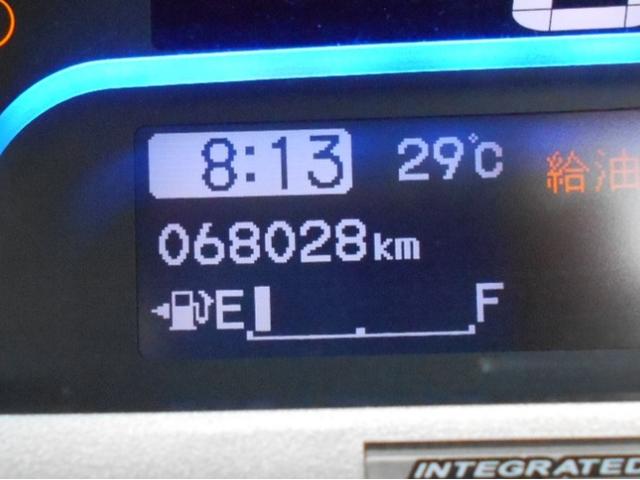 8:13 29°C 給油
068028km
E F
INTEGRATED